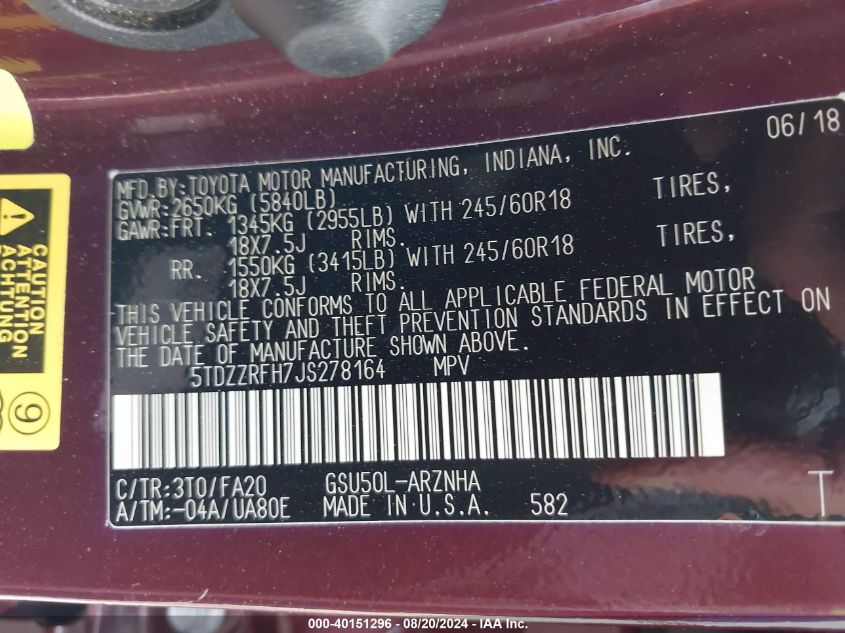 06/18
MFD.BY:TOYOTA MOTOR MANUFACTURING, INDIANA, INC.
GVWR:2650KG (5840LB)
GAWR:FRT. 1345KG (2955LB) WITH 245/60R18 TIRES,
18X7.5J RIMS.
RR. 1550KG (3415LB) WITH 245/60R18 TIRES,
18X7.5J RIMS.
THIS VEHICLE CONFORMS TO ALL APPLICABLE FEDERAL MOTOR
VEHICLE SAFETY AND THEFT PREVENTION STANDARDS IN EFFECT ON
THE DATE OF MANUFACTURE SHOWN ABOVE.
5TDZZRFH7JS278164 MPV
C/TR:3T0/FA20 GSU50L-ARZNHA
A/TM:-04A/UA80E MADE IN U.S.A. 582
T
CAUTION
ATTENTION
ACHTUNG
9
000-40151296 - 08/20/2024 - IAA Inc.